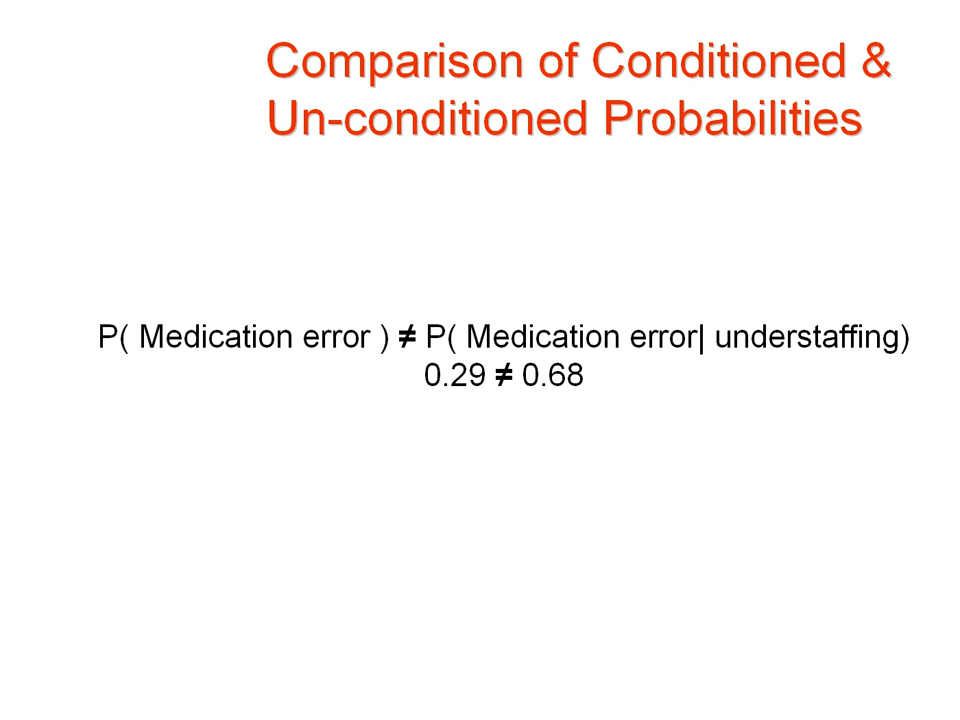 Comparison of Conditioned &
Un-conditioned Probabilities
P( Medication error ) ≠ P( Medication error| understaffing)
0.29 ≠ 0.68